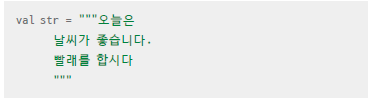 val str = """오늘은
날씨가 좋습니다.
빨래를 합시다
"""